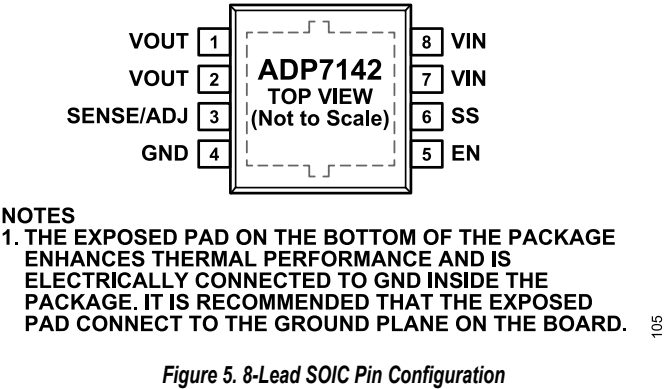 VOUT 1
VOUT 2
SENSE/ADJ 3
GND 4
ADP7142
TOP VIEW
(Not to Scale)
8 VIN
7 VIN
6 SS
5 EN
NOTES
1. THE EXPOSED PAD ON THE BOTTOM OF THE PACKAGE
ENHANCES THERMAL PERFORMANCE AND IS
ELECTRICALLY CONNECTED TO GND INSIDE THE
PACKAGE. IT IS RECOMMENDED THAT THE EXPOSED
PAD CONNECT TO THE GROUND PLANE ON THE BOARD.
105
Figure 5. 8-Lead SOIC Pin Configuration